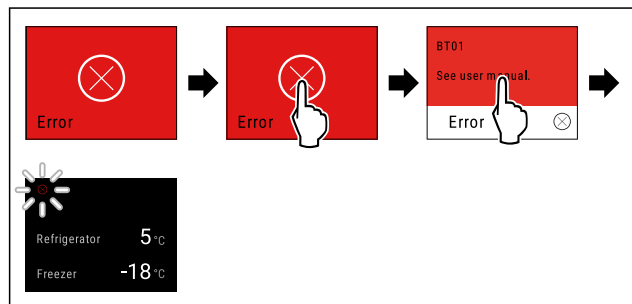 Error
Error
BT01
See user manual.
Error
Refrigerator 5 °C
Freezer -18 °C